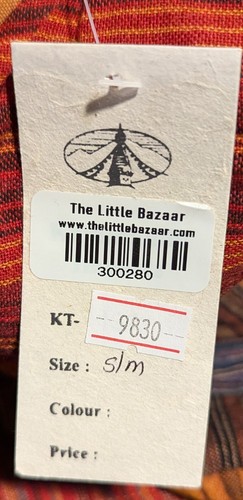 The Little Bazaar
www.thelittlebazaar.com
300280
KT- 9830
Size : S/M
Colour :
Price :